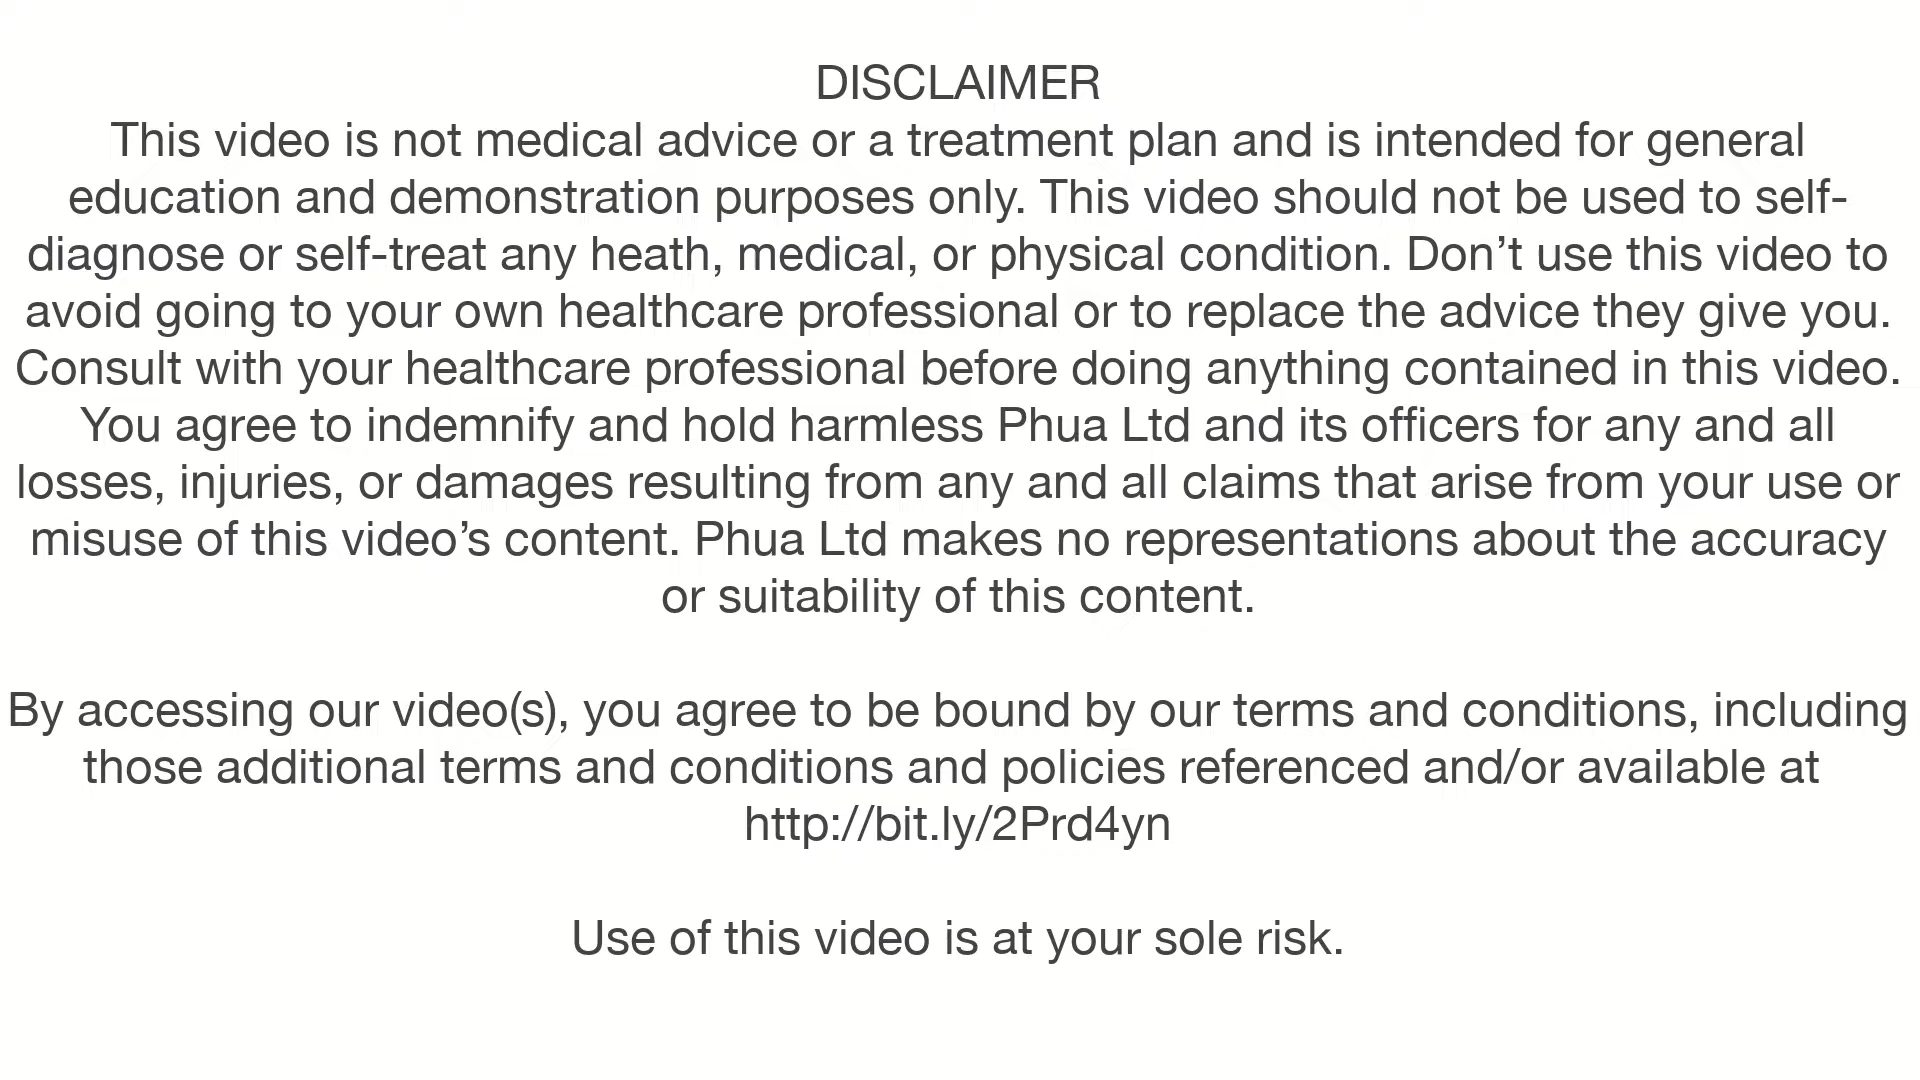 DISCLAIMER
This video is not medical advice or a treatment plan and is intended for general
education and demonstration purposes only. This video should not be used to self-
diagnose or self-treat any heath, medical, or physical condition. Don’t use this video to
avoid going to your own healthcare professional or to replace the advice they give you.
Consult with your healthcare professional before doing anything contained in this video.
You agree to indemnify and hold harmless Phua Ltd and its officers for any and all
losses, injuries, or damages resulting from any and all claims that arise from your use or
misuse of this video’s content. Phua Ltd makes no representations about the accuracy
or suitability of this content.
By accessing our video(s), you agree to be bound by our terms and conditions, including
those additional terms and conditions and policies referenced and/or available at
http://bit.ly/2Prd4yn
Use of this video is at your sole risk.